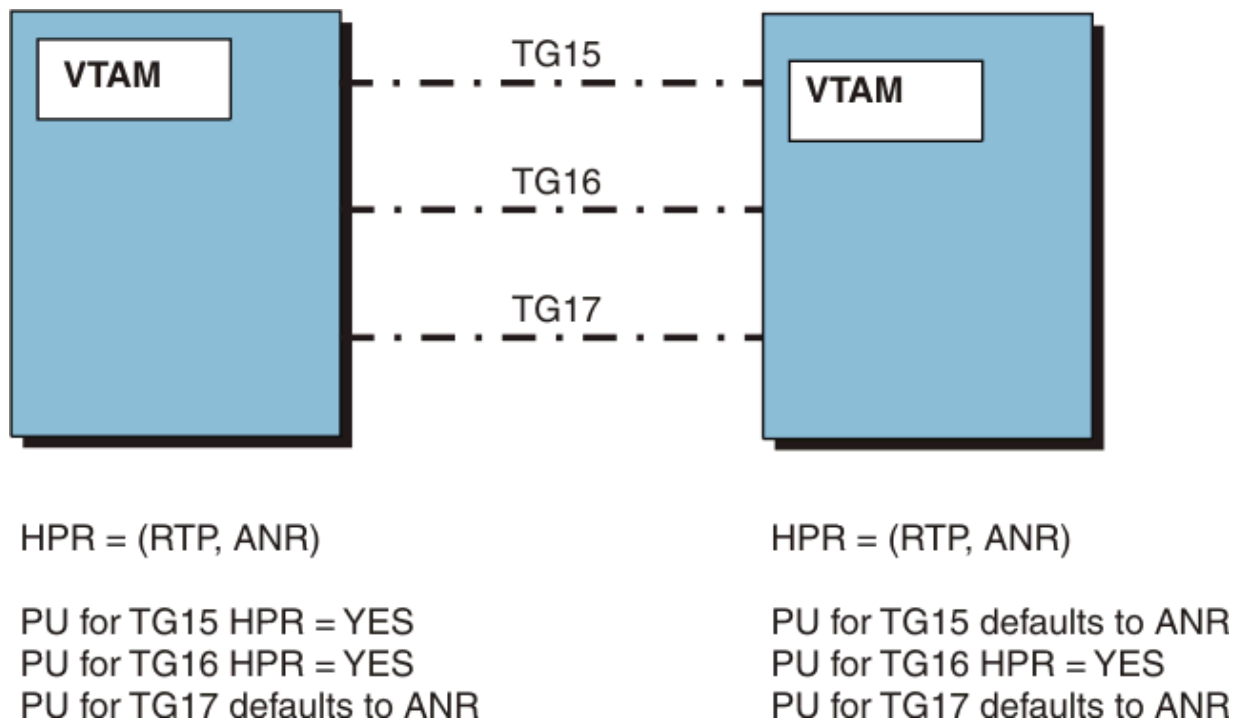 VTAM
TG15
VTAM
TG16
TG17
HPR = (RTP, ANR)
PU for TG15 HPR = YES
PU for TG16 HPR = YES
PU for TG17 defaults to ANR
HPR = (RTP, ANR)
PU for TG15 defaults to ANR
PU for TG16 HPR = YES
PU for TG17 defaults to ANR